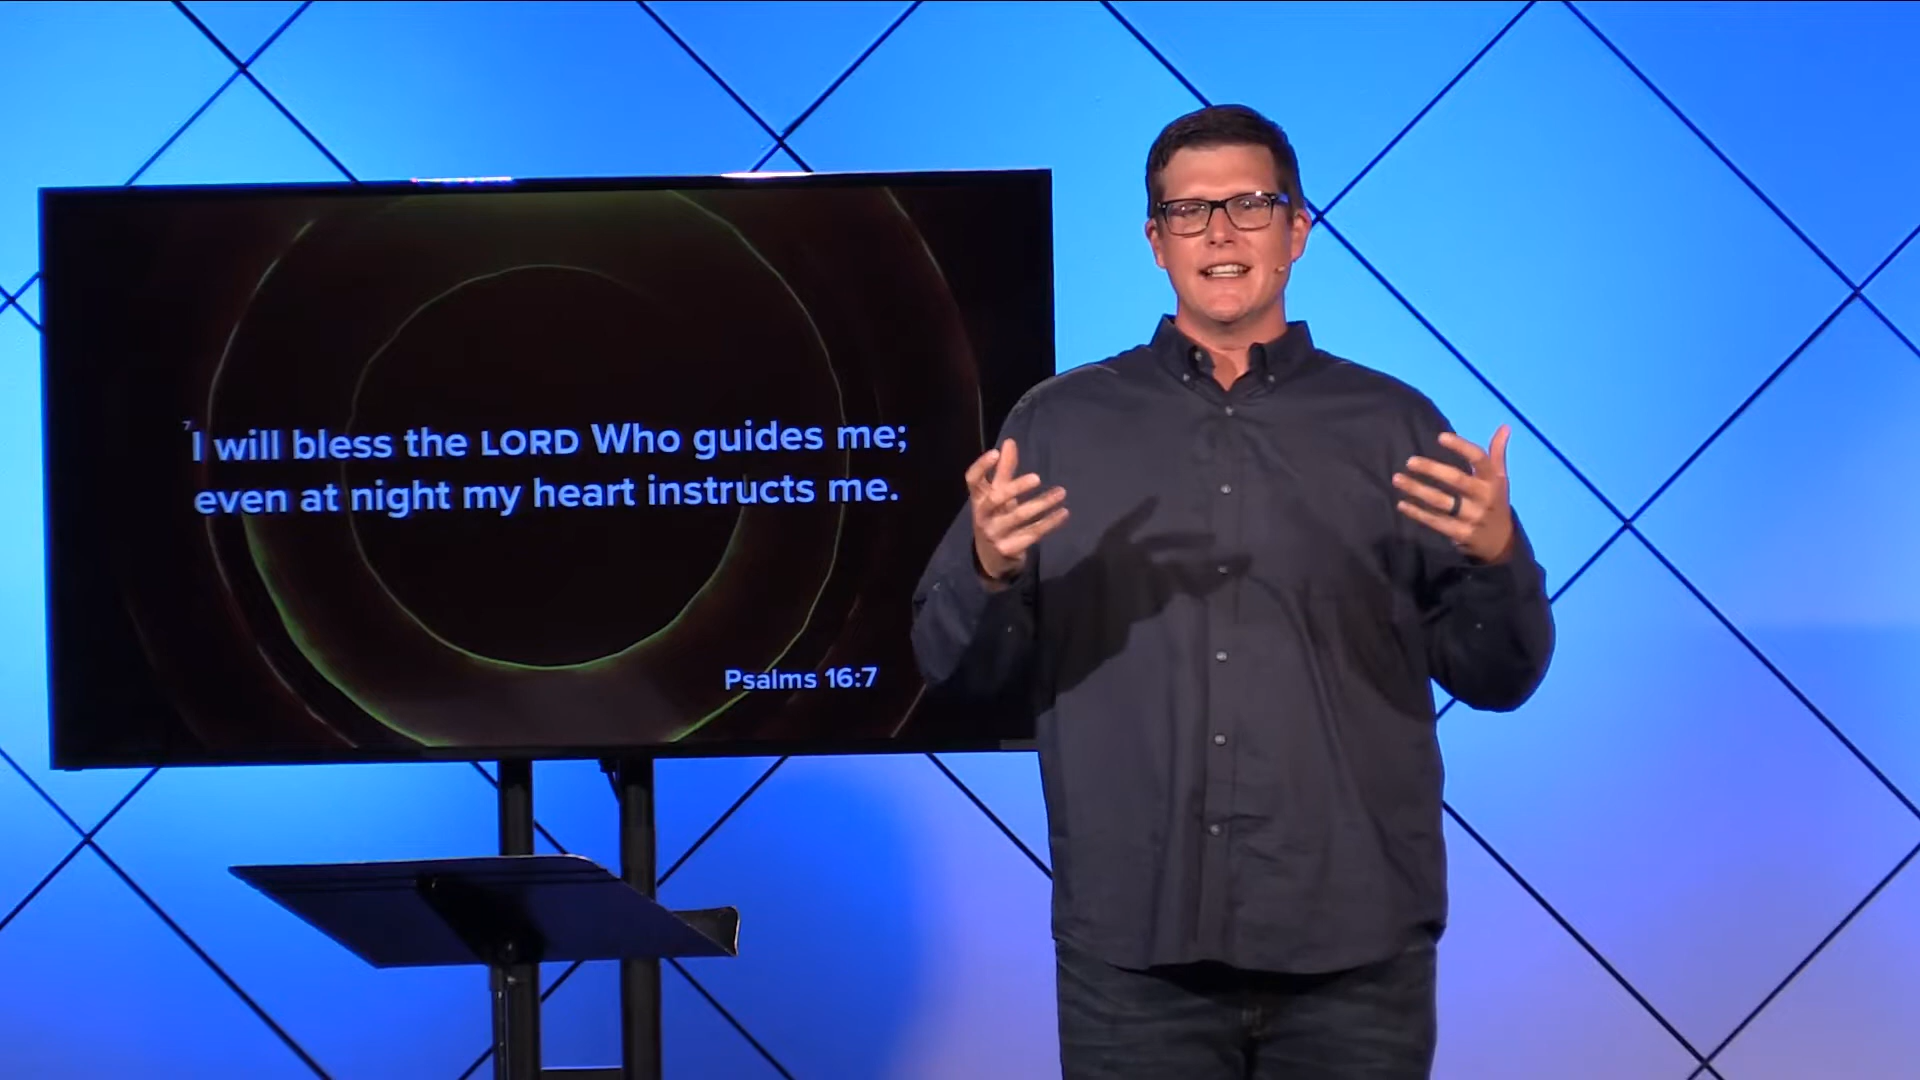 7 I will bless the LORD Who guides me;
even at night my heart instructs me.
Psalms 16:7